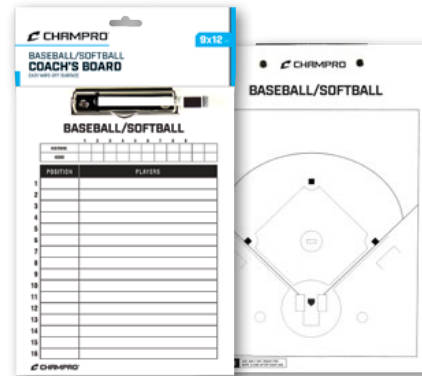 CHAMPRO
9x12
BASEBALL/SOFTBALL
COACH'S BOARD
EASY WIPE-OFF SURFACE
BASEBALL/SOFTBALL
1 2 3 4 5 6 7 8 9
VISITORS
HOME
POSITION PLAYERS
1
2
3
4
5
6
7
8
9
10
11
12
13
14
15
16
CHAMPRO
CHAMPRO
BASEBALL/SOFTBALL